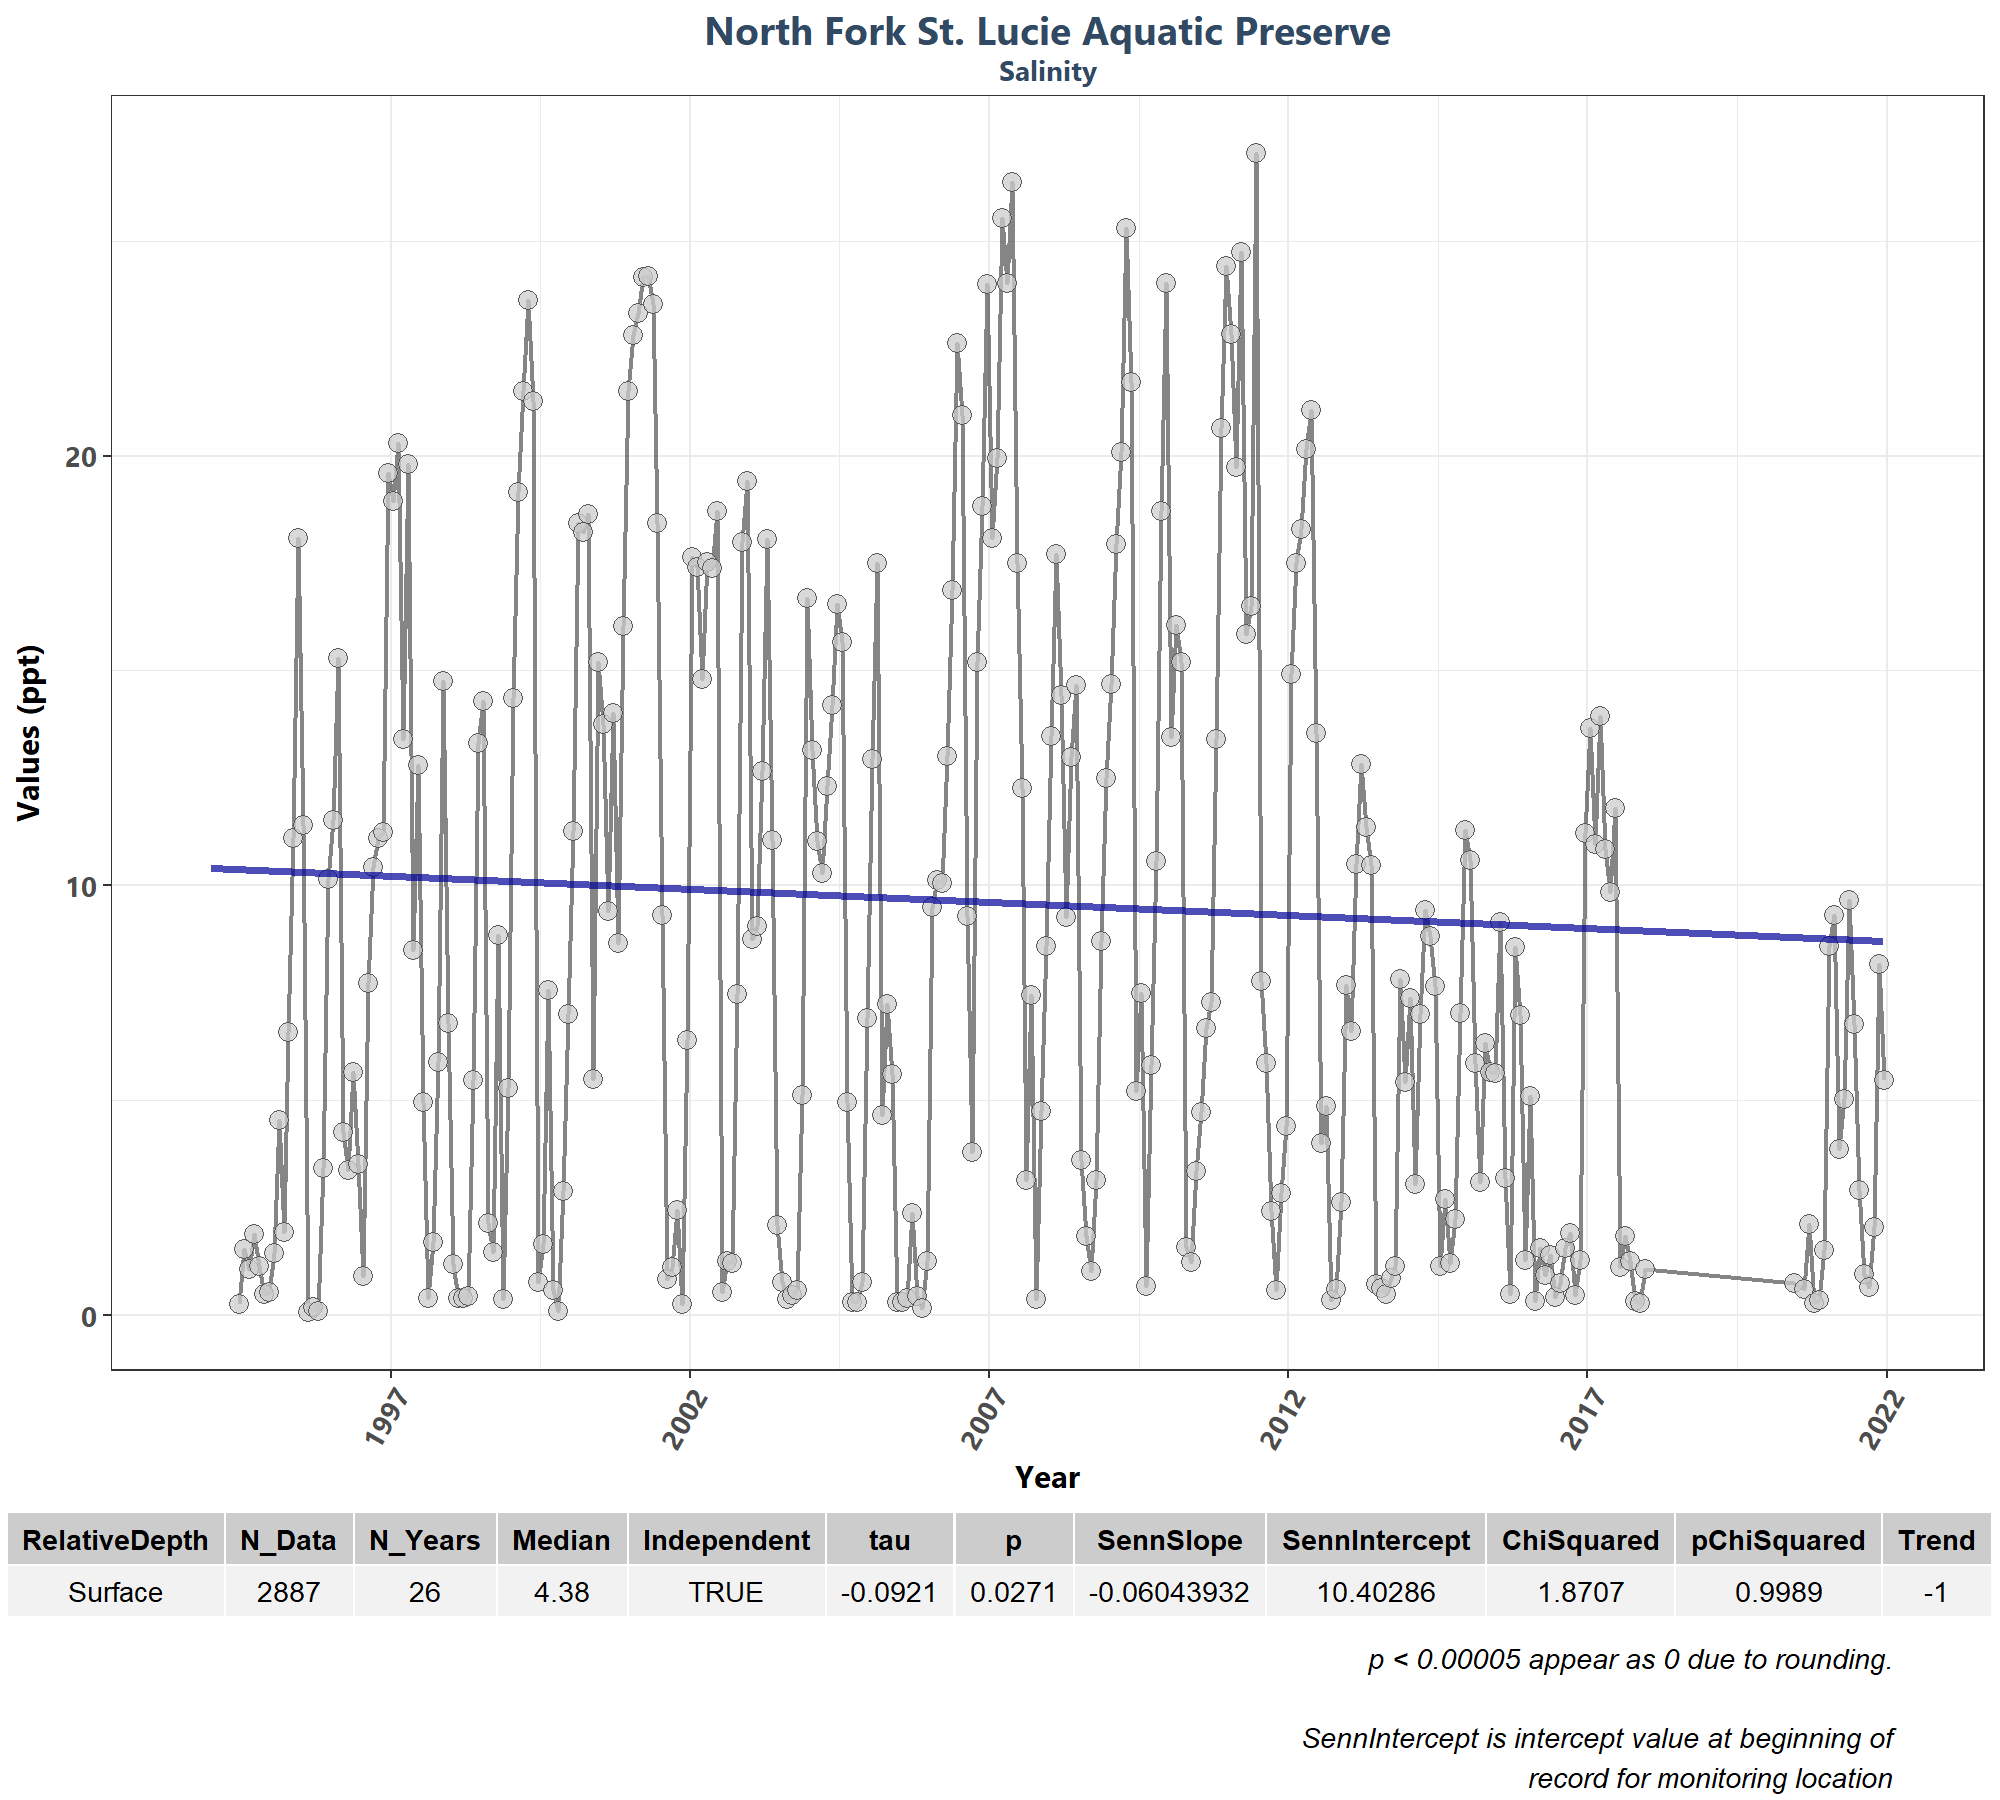 North Fork St. Lucie Aquatic Preserve
Salinity
Values (ppt)
20
10
0
1997 2002 2007 2012 2017 2022
Year
RelativeDepth N_Data N_Years Median Independent tau p SennSlope SennIntercept ChiSquared pChiSquared Trend
Surface 2887 26 4.38 TRUE -0.0921 0.0271 -0.06043932 10.40286 1.8707 0.9989 -1
p < 0.00005 appear as 0 due to rounding.
SennIntercept is intercept value at beginning of
record for monitoring location